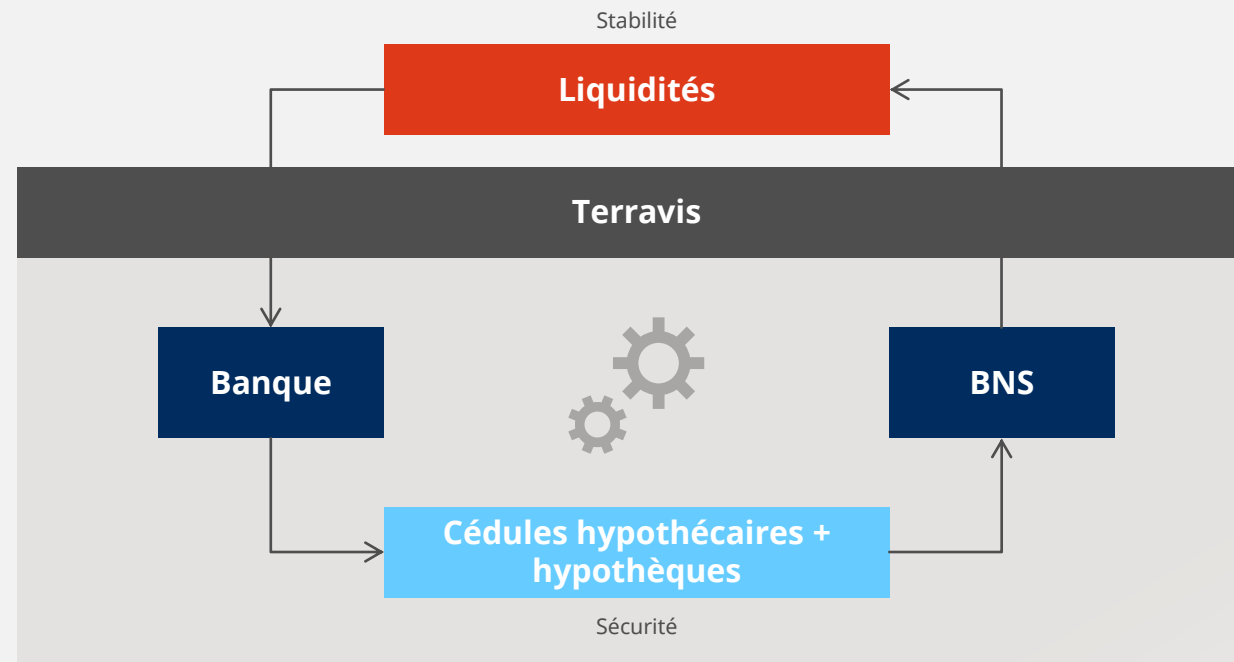 Stabilité
Liquidités
Terravis
Banque
BNS
Cédules hypothécaires +
hypothèques
Sécurité